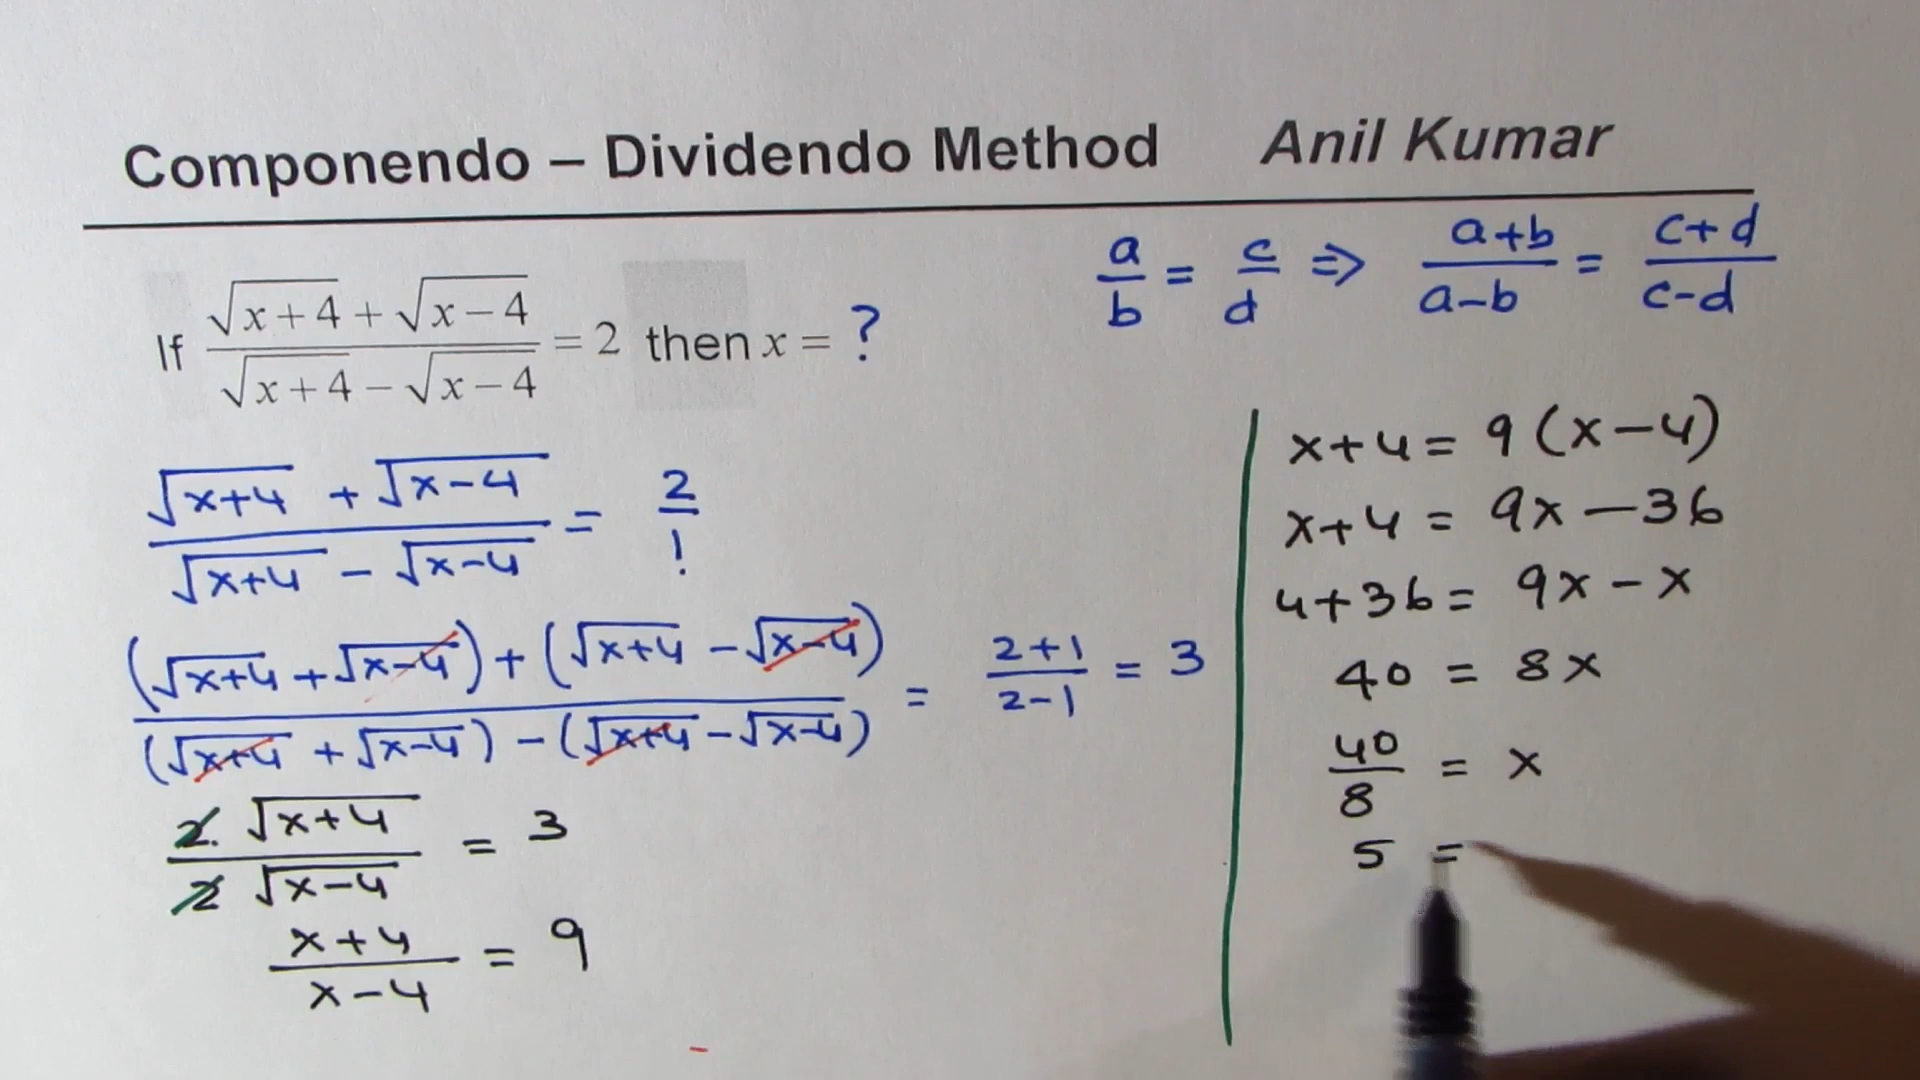 Componendo – Dividendo Method Anil Kumar
a/b = c/d ⇒ (a+b)/(a-b) = (c+d)/(c-d)
If (√(x+4) + √(x−4))/(√(x+4) − √(x−4)) = 2 then x = ?
(√(x+4) + √(x-4))/(√(x+4) - √(x-4)) = 2/1
((√(x+4) + √(x-4)) + (√(x+4) - √(x-4)))/((√(x+4) + √(x-4)) - (√(x+4) - √(x-4))) = (2+1)/(2-1) = 3
(2.√(x+4))/(2 √(x-4)) = 3
(x+4)/(x-4) = 9
x+4 = 9(x-4)
x+4 = 9x-36
4+36 = 9x-x
40 = 8x
40/8 = x
5 =